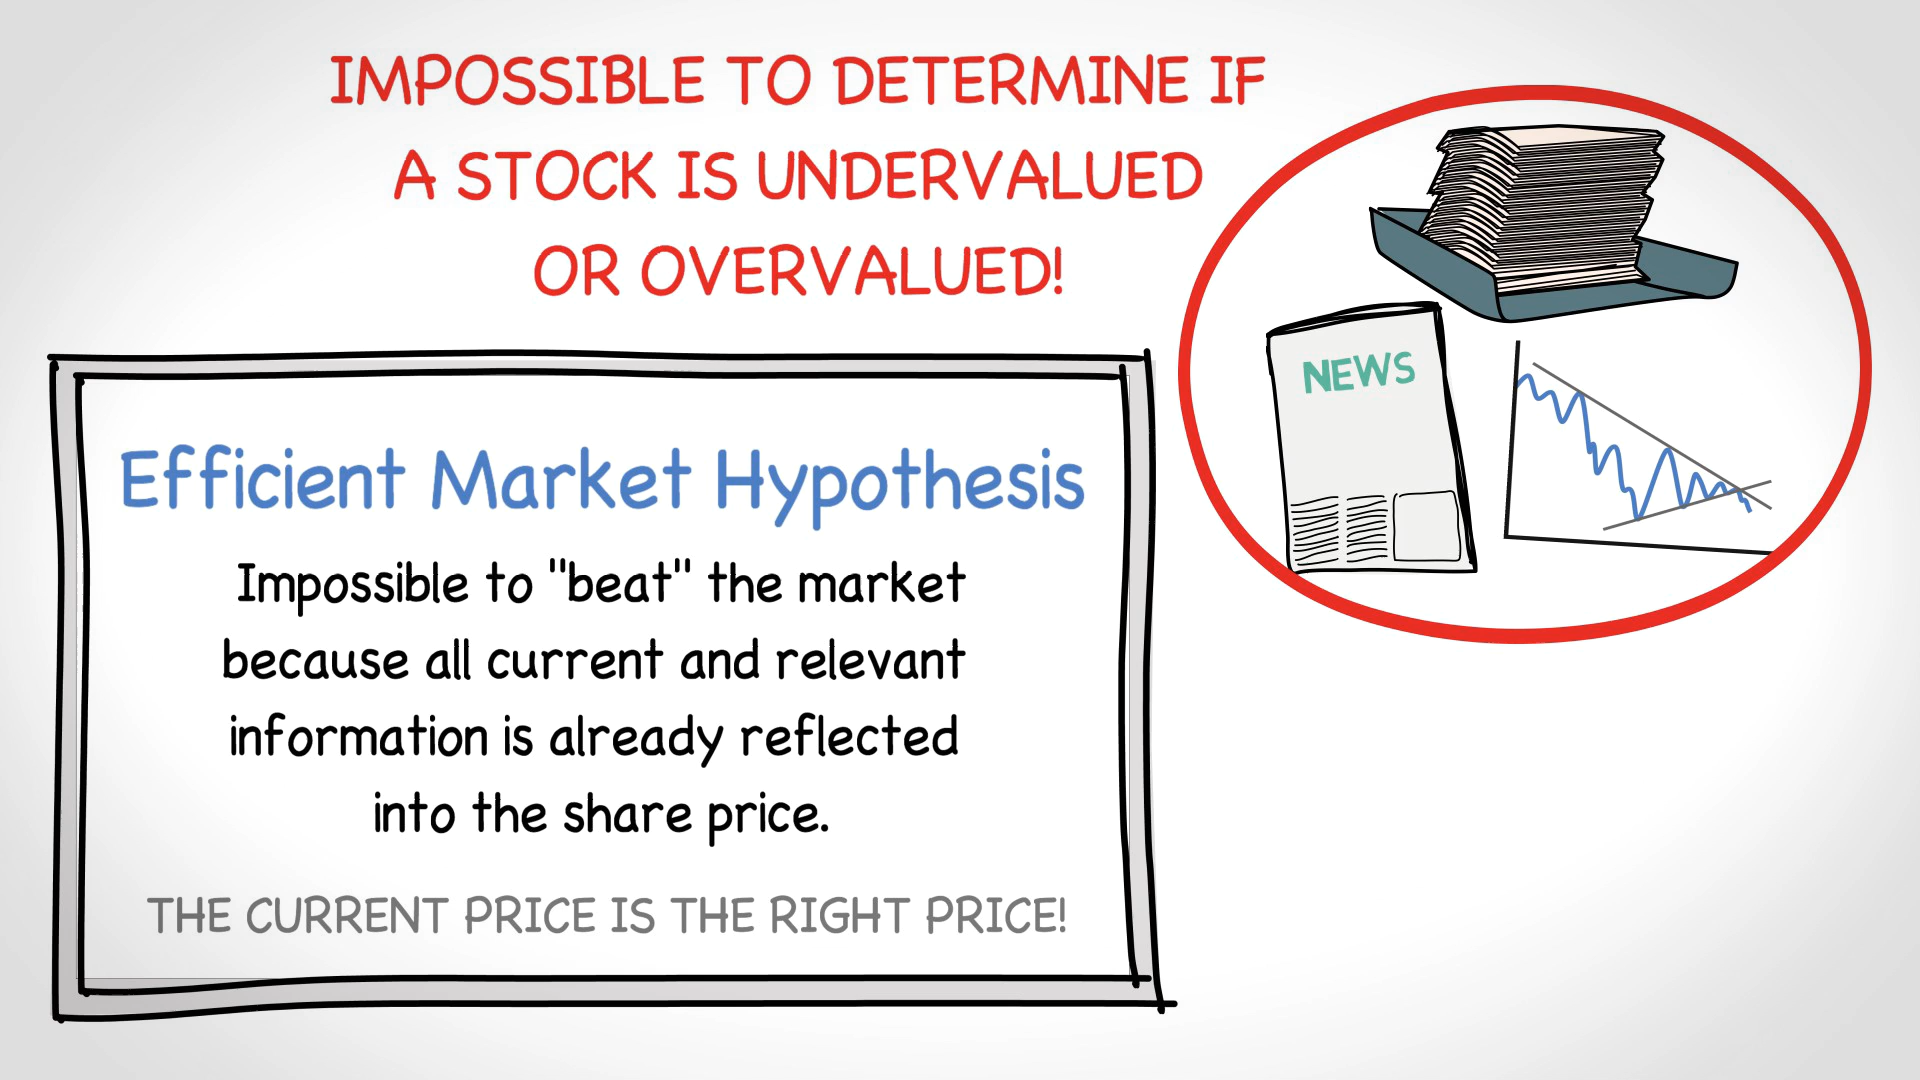 IMPOSSIBLE TO DETERMINE IF
A STOCK IS UNDERVALUED
OR OVERVALUED!
NEWS
Efficient Market Hypothesis
Impossible to "beat" the market
because all current and relevant
information is already reflected
into the share price.
THE CURRENT PRICE IS THE RIGHT PRICE!